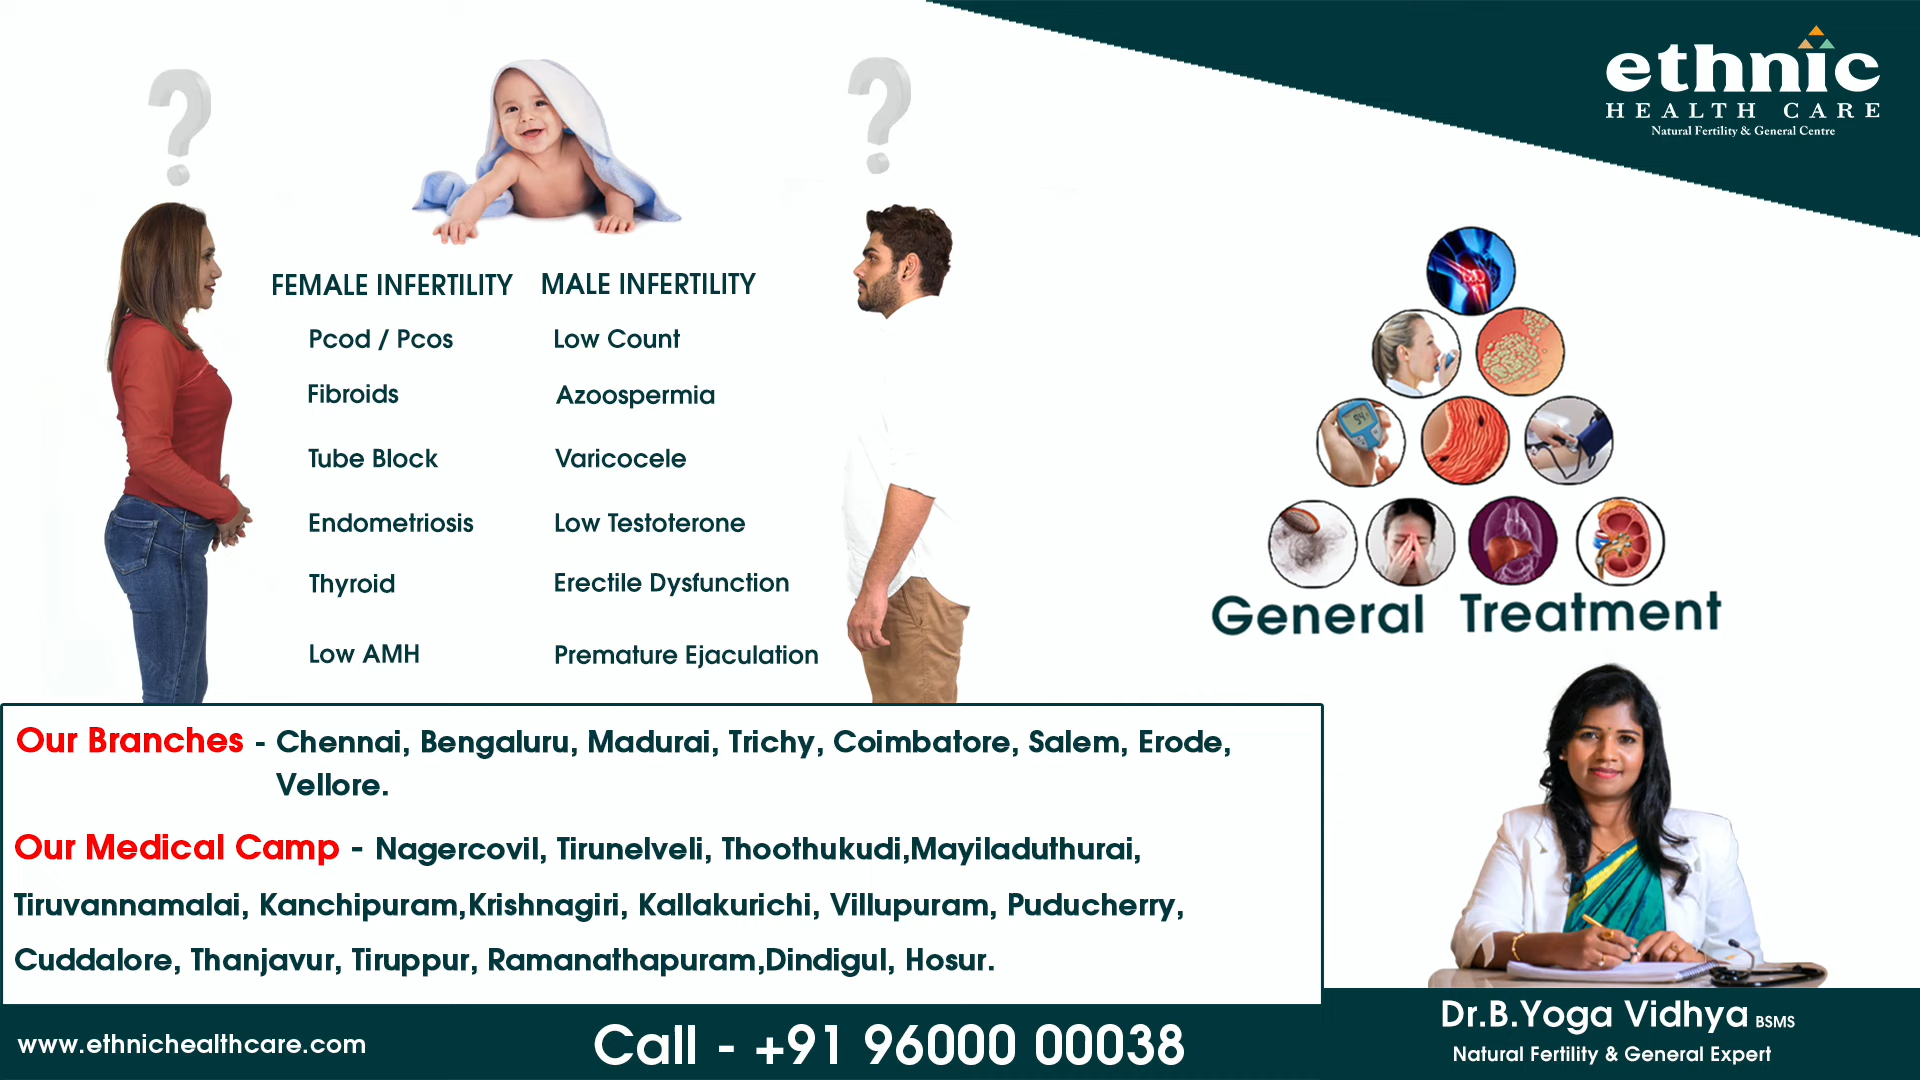 ethnic
HEALTH CARE
Natural Fertility & General Centre
FEMALE INFERTILITY
Pcod / Pcos
Fibroids
Tube Block
Endometriosis
Thyroid
Low AMH
MALE INFERTILITY
Low Count
Azoospermia
Varicocele
Low Testoterone
Erectile Dysfunction
Premature Ejaculation
General Treatment
Our Branches - Chennai, Bengaluru, Madurai, Trichy, Coimbatore, Salem, Erode,
Vellore.
Our Medical Camp - Nagercovil, Tirunelveli, Thoothukudi,Mayiladuthurai,
Tiruvannamalai, Kanchipuram,Krishnagiri, Kallakurichi, Villupuram, Puducherry,
Cuddalore, Thanjavur, Tiruppur, Ramanathapuram,Dindigul, Hosur.
www.ethnichealthcare.com
Call - +91 96000 00038
Dr.B.Yoga Vidhya BSMS
Natural Fertility & General Expert